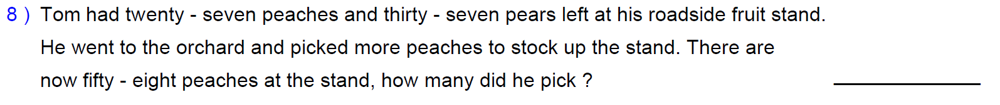 8 ) Tom had twenty - seven peaches and thirty - seven pears left at his roadside fruit stand.
He went to the orchard and picked more peaches to stock up the stand. There are
now fifty - eight peaches at the stand, how many did he pick ?